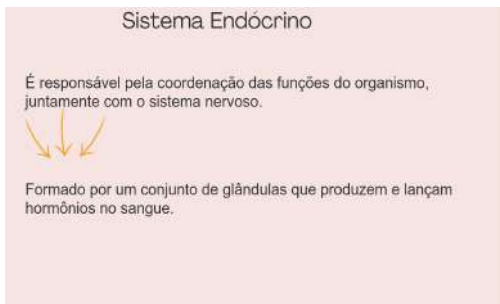 Sistema Endócrino
É responsável pela coordenação das funções do organismo,
juntamente com o sistema nervoso.
Formado por um conjunto de glândulas que produzem e lançam
hormônios no sangue.